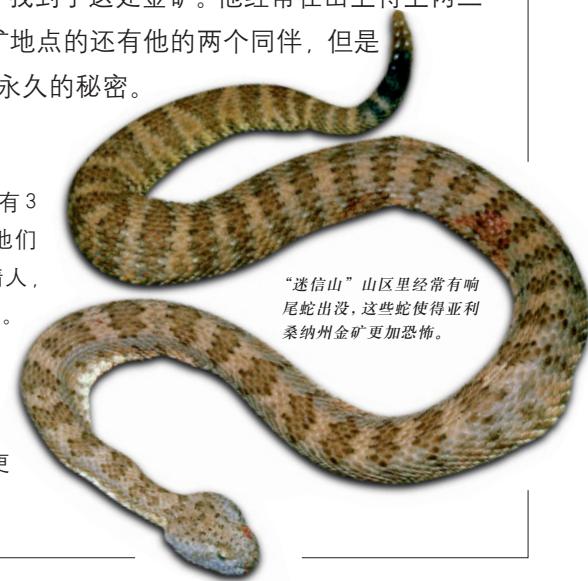 找到了这处金矿。他经常在山上待上两三
矿地点的还有他的两个同伴，但是
永久的秘密。
有3
他们
情人，
。
“迷信山”山区里经常有响
尾蛇出没，这些蛇使得亚利
桑纳州金矿更加恐怖。
更